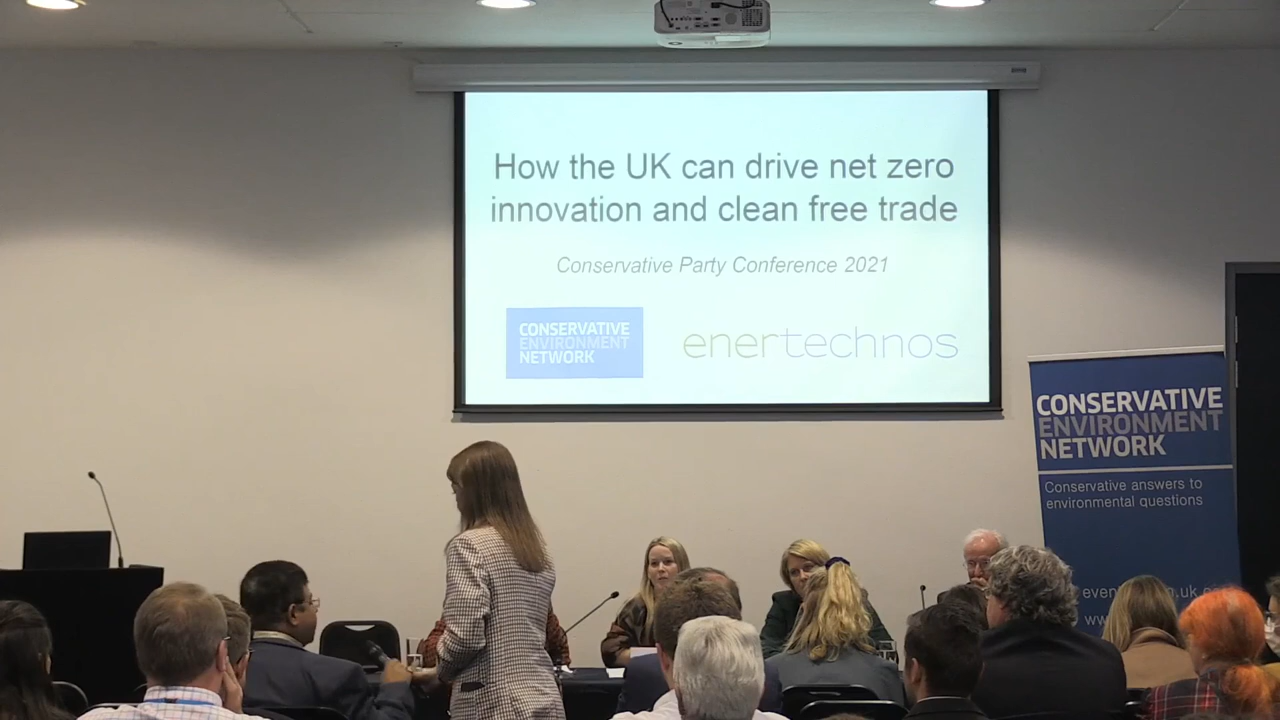 How the UK can drive net zero
innovation and clean free trade
Conservative Party Conference 2021
CONSERVATIVE
ENVIRONMENT
NETWORK
enertechnos
CONSERVATIVE
ENVIRONMENT
NETWORK
Conservative answers to
environmental questions